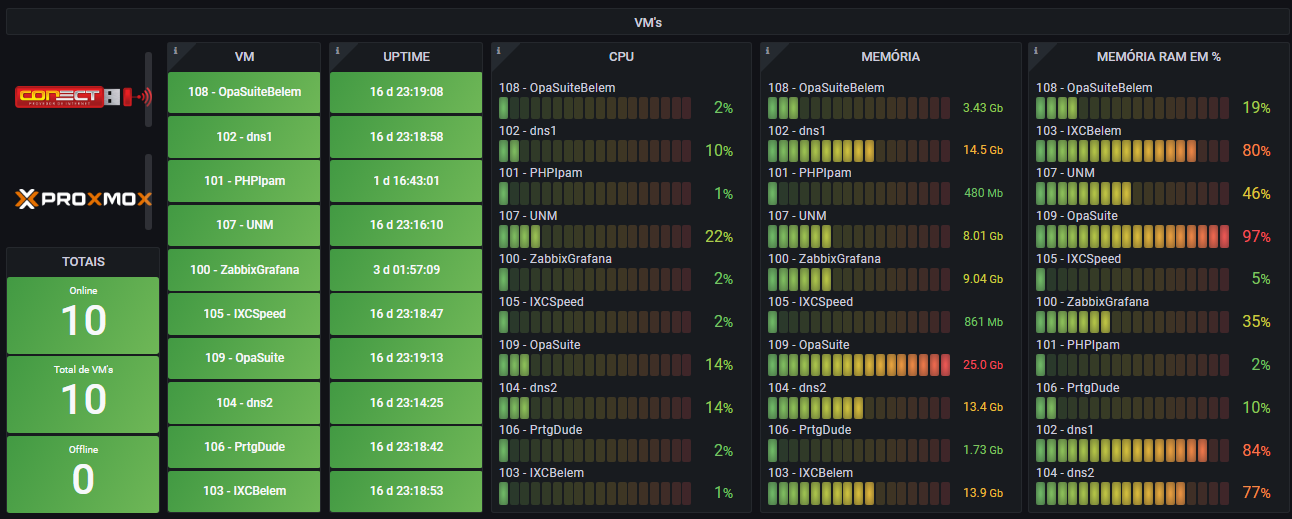 VM's
CONECT
PROVEDOR DE INTERNET
PROXMOX
TOTAIS
Online
10
Total de VM's
10
Offline
0
VM
108 - OpaSuiteBelem
102 - dns1
101 - PHPIpam
107 - UNM
100 - ZabbixGrafana
105 - IXCSpeed
109 - OpaSuite
104 - dns2
106 - PrtgDude
103 - IXCBelem
UPTIME
16 d 23:19:08
16 d 23:18:58
1 d 16:43:01
16 d 23:16:10
3 d 01:57:09
16 d 23:18:47
16 d 23:19:13
16 d 23:14:25
16 d 23:18:42
16 d 23:18:53
CPU
108 - OpaSuiteBelem
2%
102 - dns1
10%
101 - PHPIpam
1%
107 - UNM
22%
100 - ZabbixGrafana
2%
105 - IXCSpeed
2%
109 - OpaSuite
14%
104 - dns2
14%
106 - PrtgDude
2%
103 - IXCBelem
1%
MEMÓRIA
108 - OpaSuiteBelem
3.43 Gb
102 - dns1
14.5 Gb
101 - PHPIpam
480 Mb
107 - UNM
8.01 Gb
100 - ZabbixGrafana
9.04 Gb
105 - IXCSpeed
861 Mb
109 - OpaSuite
25.0 Gb
104 - dns2
13.4 Gb
106 - PrtgDude
1.73 Gb
103 - IXCBelem
13.9 Gb
MEMÓRIA RAM EM %
108 - OpaSuiteBelem
19%
103 - IXCBelem
80%
107 - UNM
46%
109 - OpaSuite
97%
105 - IXCSpeed
5%
100 - ZabbixGrafana
35%
101 - PHPIpam
2%
106 - PrtgDude
10%
102 - dns1
84%
104 - dns2
77%